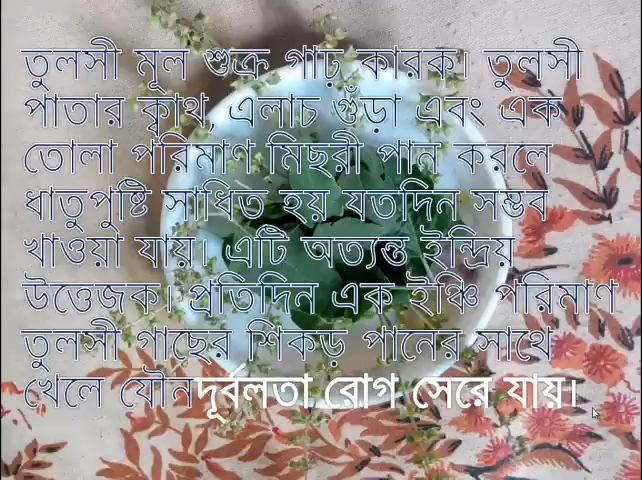 তুলসী মূল শুক্র গাঢ় কারক। তুলসী
পাতার ক্বাথ, এলাচ গুঁড়া এবং এক
তোলা পরিমাণ মিছরী পান করলে
ধাতুপুষ্টি সাধিত হয় যতদিন সম্ভব
খাওয়া যায়। এটি অত্যন্ত ইন্দ্রিয়
উত্তেজক। প্রতিদিন এক ইঞ্চি পরিমাণ
তুলসী গাছের শিকড় পানের সাথে
খেলে যৌনদূবলতা রোগ সেরে যায়।